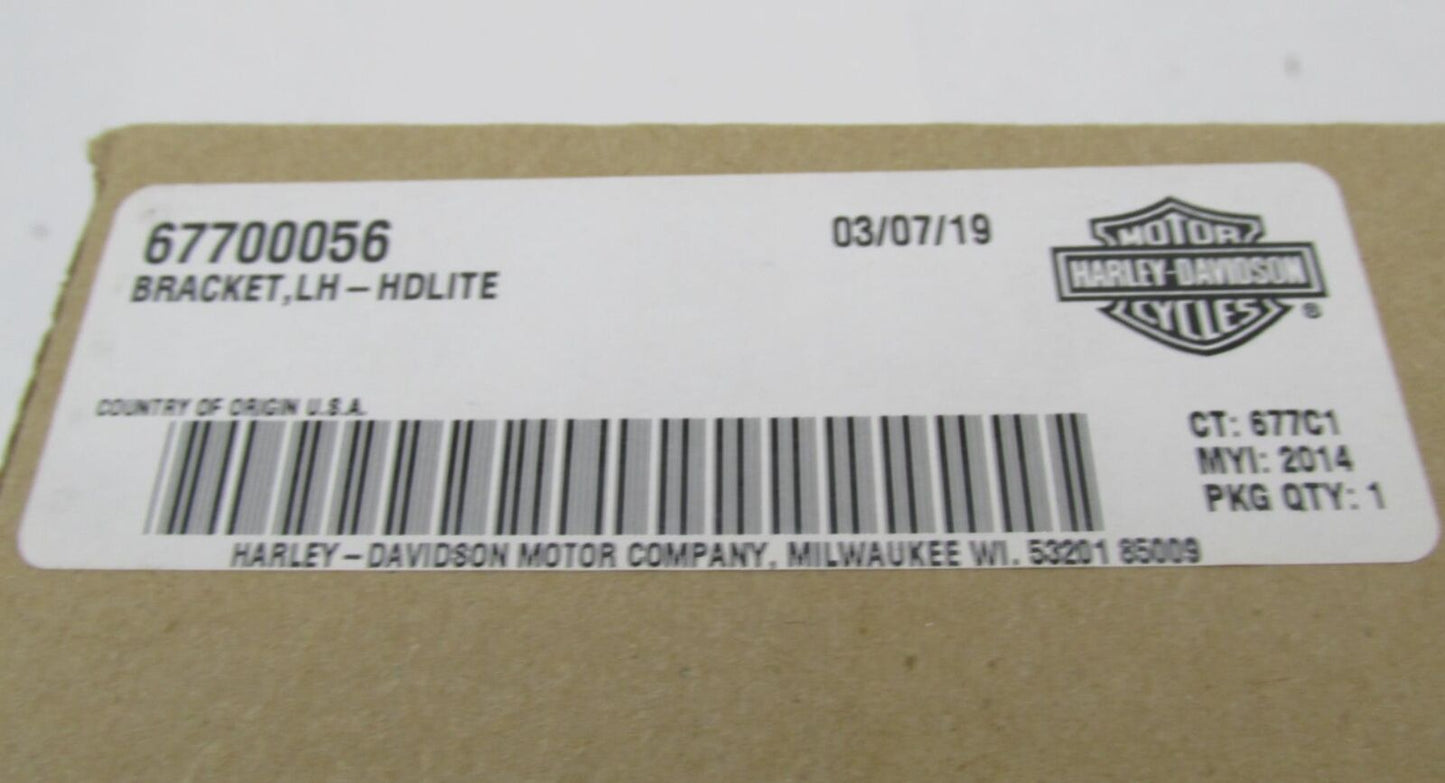 67700056
03/07/19
BRACKET,LH-HDLITE
MOTOR
HARLEY-DAVIDSON
CYCLES
®
COUNTRY OF ORIGIN U.S.A.
CT: 677C1
MYI: 2014
PKG QTY: 1
HARLEY-DAVIDSON MOTOR COMPANY, MILWAUKEE WI. 53201 85009